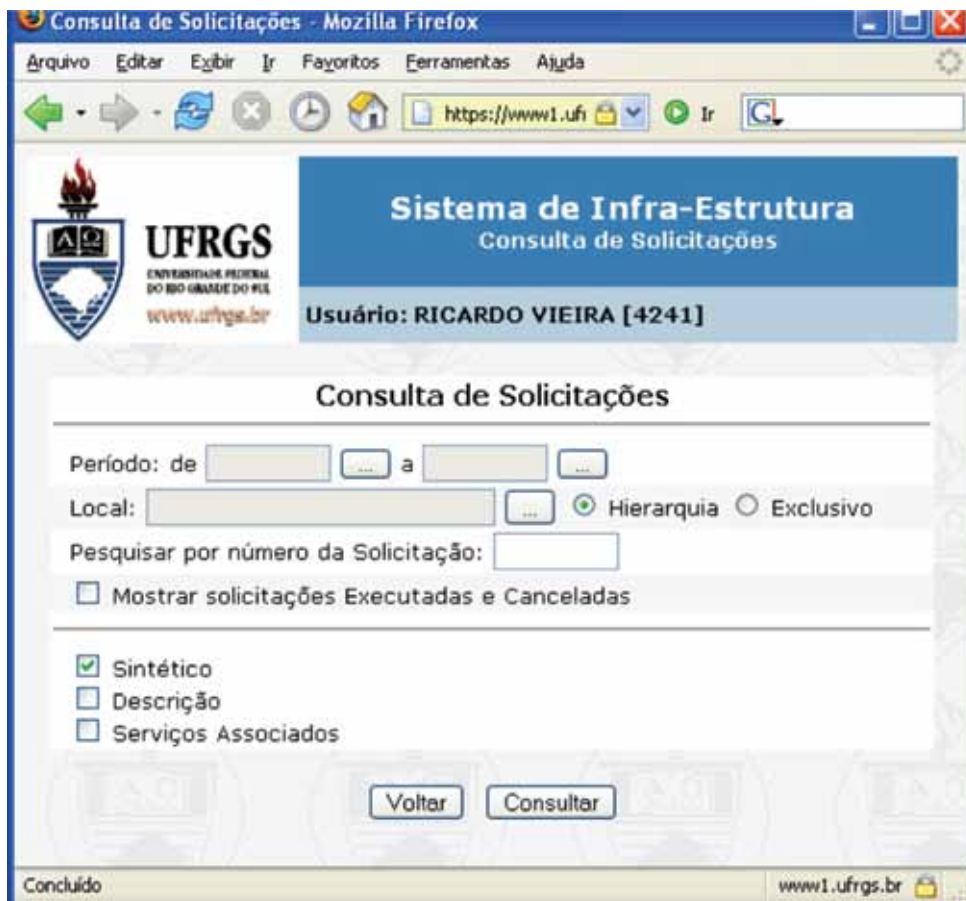 Consulta de Solicitações - Mozilla Firefox
Arquivo Editar Exibir Ir Favoritos Ferramentas Ajuda
https://www1.ufr Ir G
ΑΩ UFRGS
UNIVERSIDADE FEDERAL
DO RIO GRANDE DO SUL
www.ufrgs.br
Sistema de Infra-Estrutura
Consulta de Solicitações
Usuário: RICARDO VIEIRA [4241]
Consulta de Solicitações
Período: de ... a ...
Local: ... Hierarquia Exclusivo
Pesquisar por número da Solicitação:
Mostrar solicitações Executadas e Canceladas
Sintético
Descrição
Serviços Associados
Voltar Consultar
Concluído www1.ufrgs.br